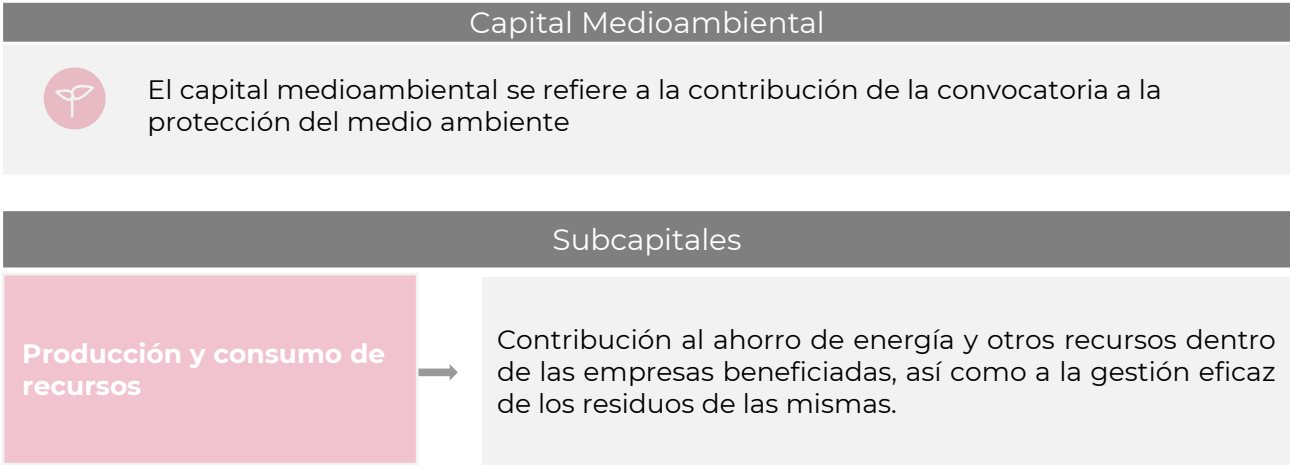 Capital Medioambiental
El capital medioambiental se refiere a la contribución de la convocatoria a la
protección del medio ambiente
Subcapitales
Producción y consumo de
recursos
Contribución al ahorro de energía y otros recursos dentro
de las empresas beneficiadas, así como a la gestión eficaz
de los residuos de las mismas.